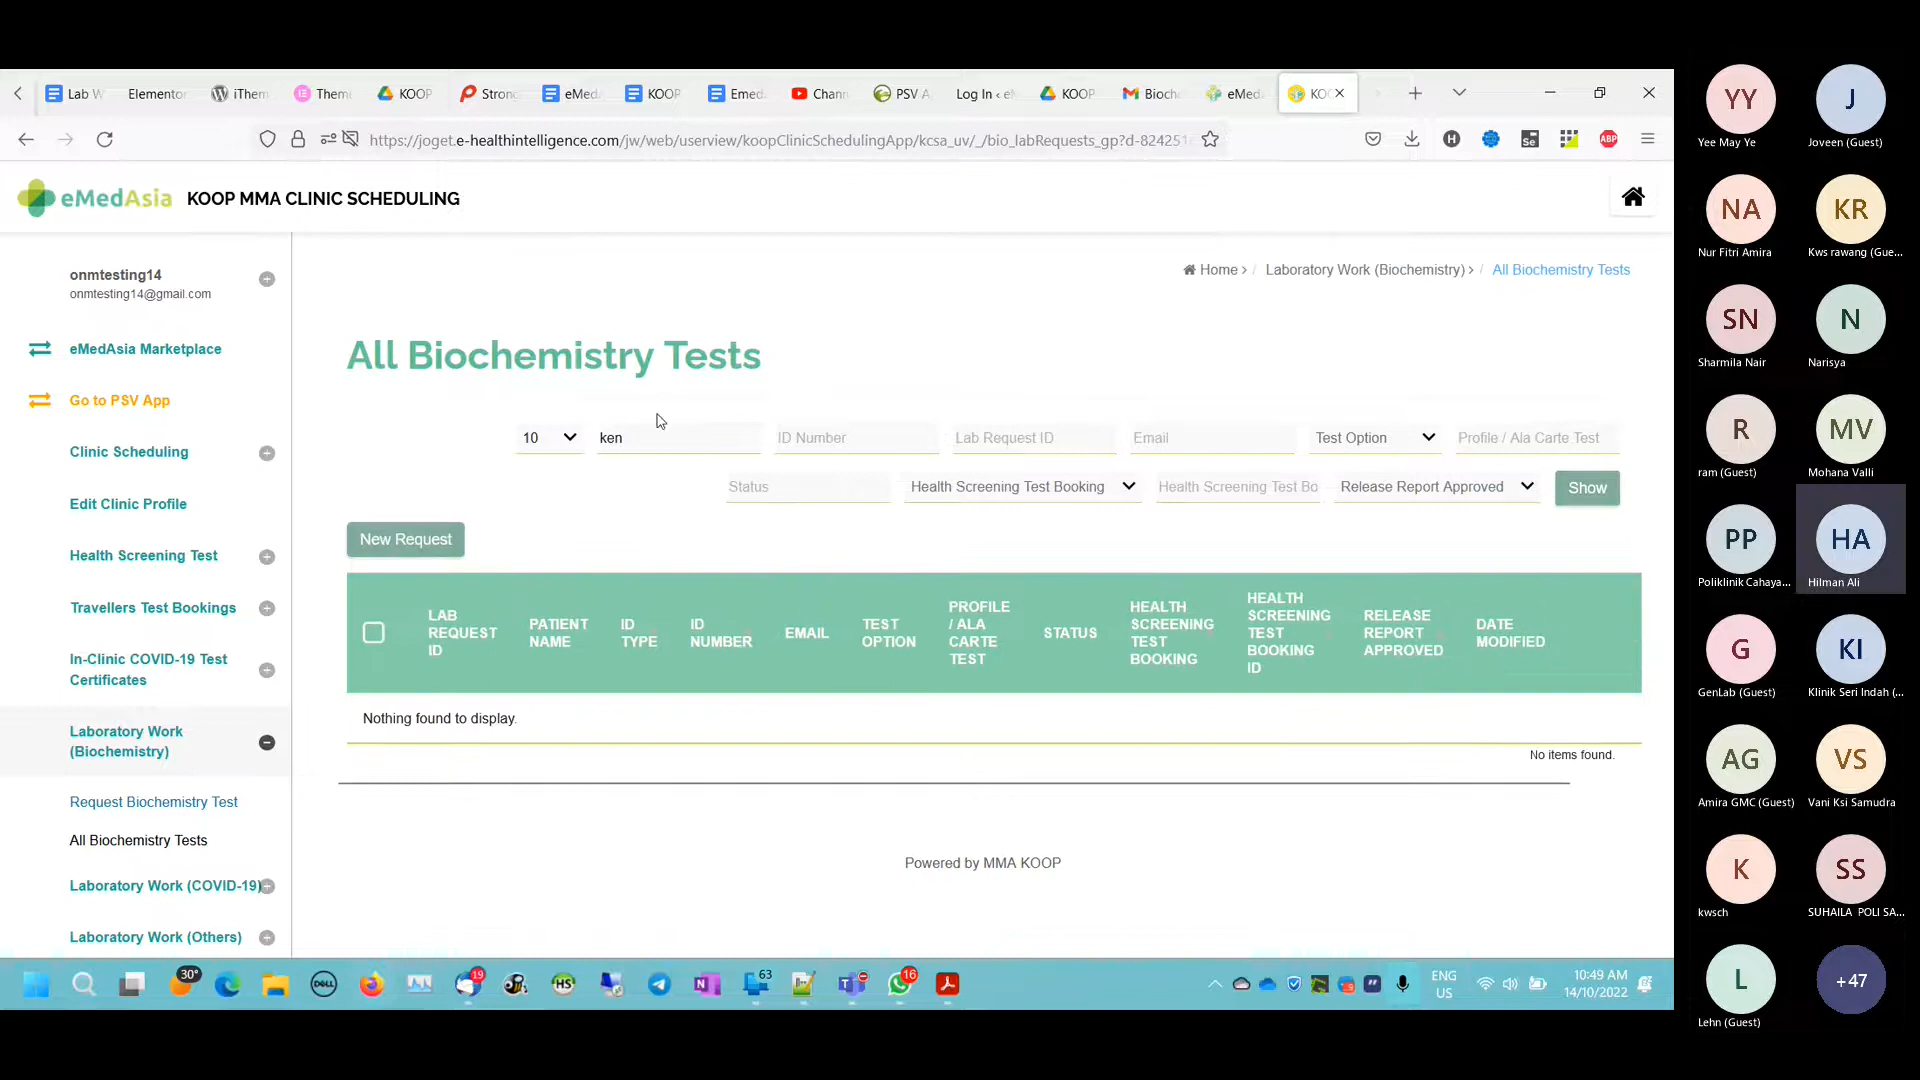 Lab W
Elementor
iThem
Themi
KOOP
Strong
eMed
KOOP
Emed
Chann
PSV A
Log In ‹ eM
KOOP
Bioche
eMed
KO
https://joget.e-healthintelligence.com/jw/web/userview/koopClinicSchedulingApp/kcsa_uv/_/bio_labRequests_gp?d-824251
ABP
eMedAsia
KOOP MMA CLINIC SCHEDULING
onmtesting14
onmtesting14@gmail.com
eMedAsia Marketplace
Go to PSV App
Clinic Scheduling
Edit Clinic Profile
Health Screening Test
Travellers Test Bookings
In-Clinic COVID-19 Test
Certificates
Laboratory Work
(Biochemistry)
Request Biochemistry Test
All Biochemistry Tests
Laboratory Work (COVID-19)
Laboratory Work (Others)
Home / Laboratory Work (Biochemistry) / All Biochemistry Tests
All Biochemistry Tests
10
ken
ID Number
Lab Request ID
Email
Test Option
Profile / Ala Carte Test
Status
Health Screening Test Booking
Health Screening Test Bo
Release Report Approved
Show
New Request
LAB REQUEST ID
PATIENT NAME
ID TYPE
ID NUMBER
EMAIL
TEST OPTION
PROFILE / ALA CARTE TEST
STATUS
HEALTH SCREENING TEST BOOKING
HEALTH SCREENING TEST BOOKING ID
RELEASE REPORT APPROVED
DATE MODIFIED
Nothing found to display.
No items found.
Powered by MMA KOOP
30°
DELL
19
HS
N
63
16
ENG
US
10:49 AM
14/10/2022
YY
Yee May Ye
J
Joveen (Guest)
NA
Nur Fitri Amira
KR
Kws rawang (Gue...
SN
Sharmila Nair
N
Narisya
R
ram (Guest)
MV
Mohana Valli
PP
Poliklinik Cahaya...
HA
Hilman Ali
G
GenLab (Guest)
KI
Klinik Seri Indah (...
AG
Amira GMC (Guest)
VS
Vani Ksi Samudra
K
kwsch
SS
SUHAILA POLI SA...
L
Lehn (Guest)
+47